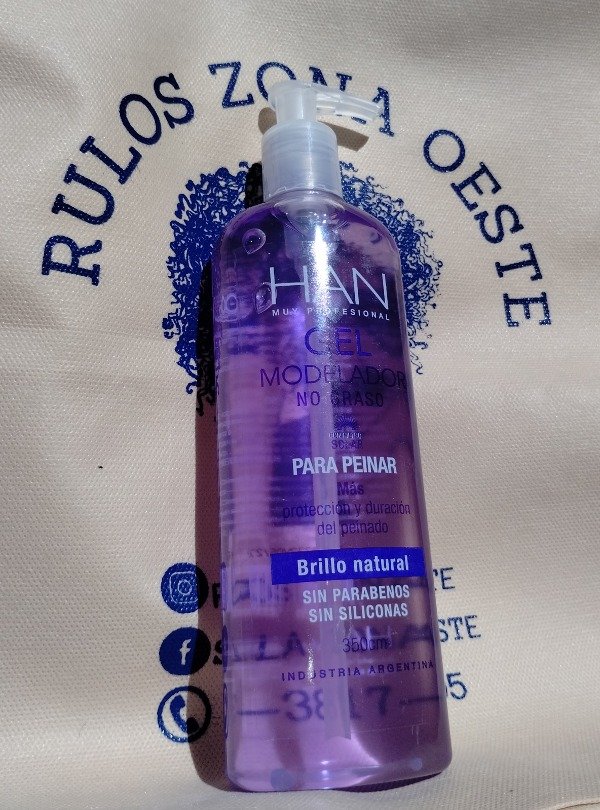 RULOS ZONA OESTE
HAN
MUY PROFESIONAL
GEL
MODELADOR
NO GRASO
PARA PEINAR
Más
protección y duración
del peinado
Brillo natural
SIN PARABENOS
SIN SILICONAS
350cm³
INDUSTRIA ARGENTINA